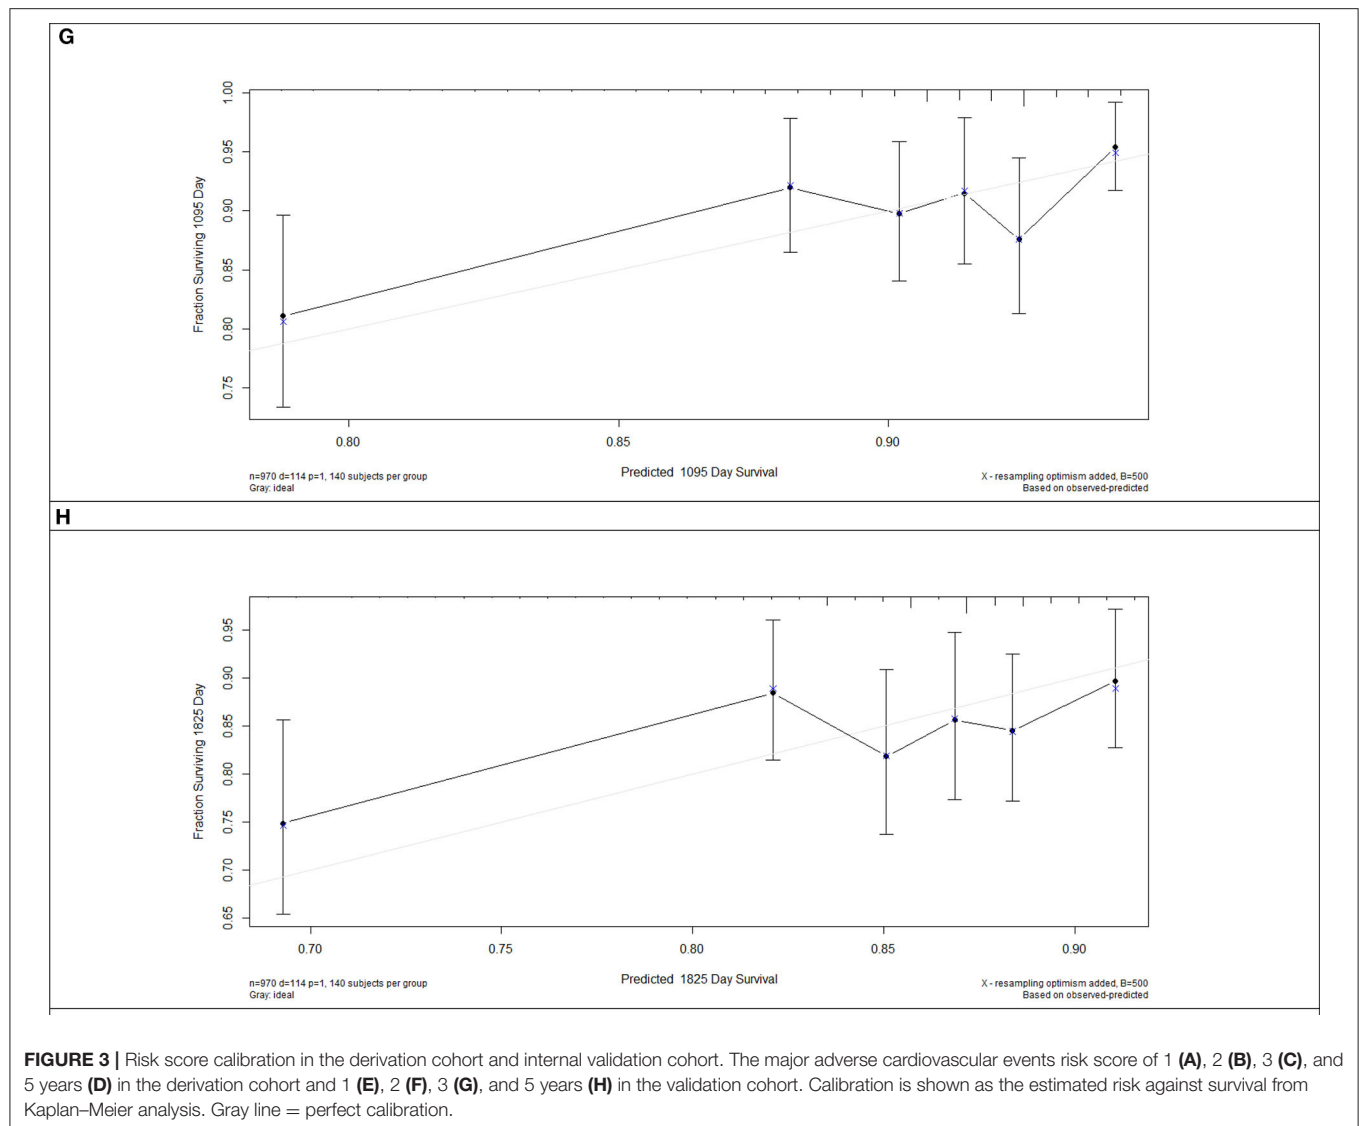 G
1.00
0.95
0.90
0.85
0.80
0.75
Fraction Surviving 1095 Day
0.80
0.85
0.90
Predicted 1095 Day Survival
n=970 d=114 p=1, 140 subjects per group
Gray: ideal
X - resampling optimism added, B=500
Based on observed-predicted
H
0.95
0.90
0.85
0.80
0.75
0.70
0.65
Fraction Surviving 1825 Day
0.70
0.75
0.80
0.85
0.90
Predicted 1825 Day Survival
n=970 d=114 p=1, 140 subjects per group
Gray: ideal
X - resampling optimism added, B=500
Based on observed-predicted
FIGURE 3 | Risk score calibration in the derivation cohort and internal validation cohort. The major adverse cardiovascular events risk score of 1 (A), 2 (B), 3 (C), and
5 years (D) in the derivation cohort and 1 (E), 2 (F), 3 (G), and 5 years (H) in the validation cohort. Calibration is shown as the estimated risk against survival from
Kaplan–Meier analysis. Gray line = perfect calibration.